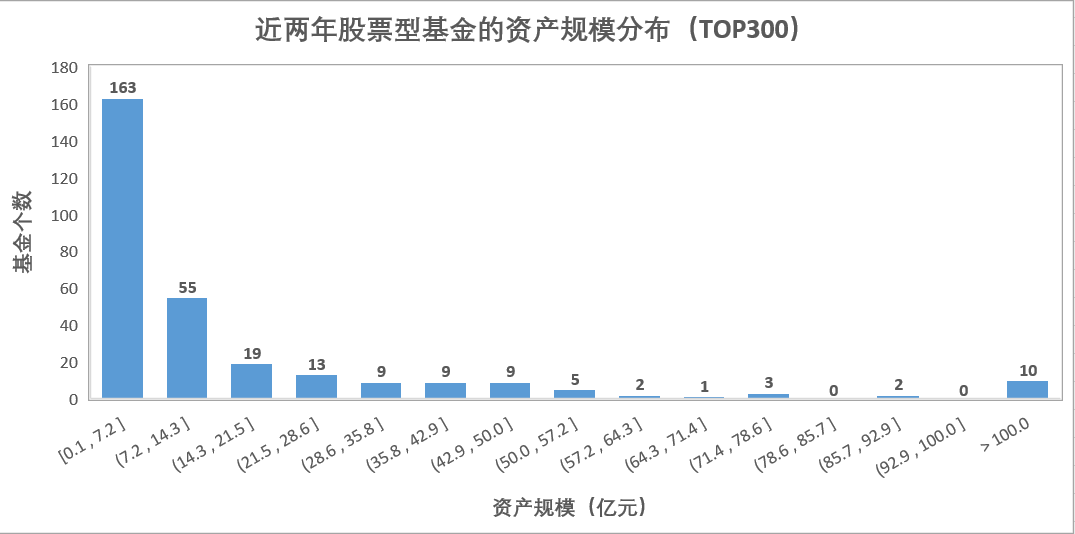 近两年股票型基金的资产规模分布（TOP300）
180
160
140
120
100
80
60
40
20
0
基金个数
163
55
19
13
9
9
9
5
2
1
3
0
2
0
10
[0.1 , 7.2 ]
(7.2 , 14.3 ]
(14.3 , 21.5 ]
(21.5 , 28.6 ]
(28.6 , 35.8 ]
(35.8 , 42.9 ]
(42.9 , 50.0 ]
(50.0 , 57.2 ]
(57.2 , 64.3 ]
(64.3 , 71.4 ]
(71.4 , 78.6 ]
(78.6 , 85.7 ]
(85.7 , 92.9 ]
(92.9 , 100.0 ]
> 100.0
资产规模（亿元）